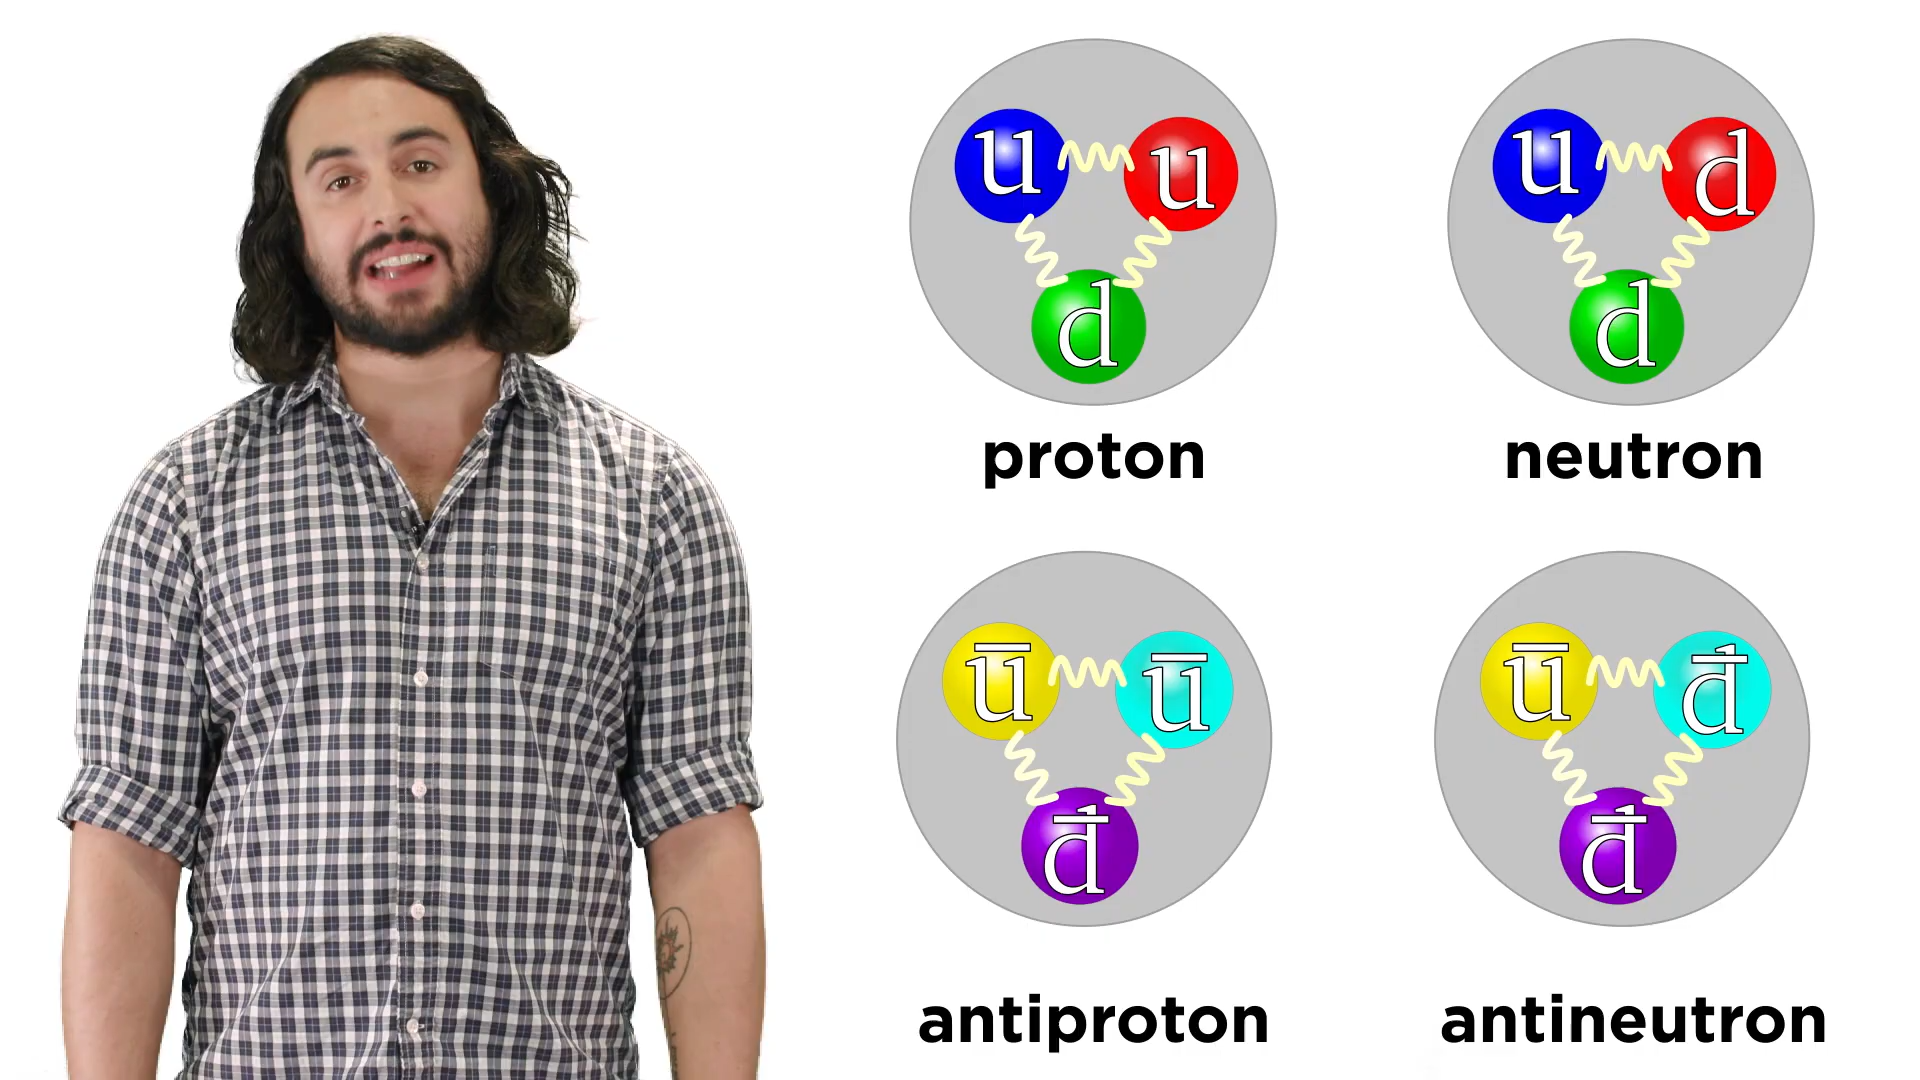 u u
d
proton
u d
d
neutron
u̅ u̅
d̅
antiproton
u̅ d̅
d̅
antineutron